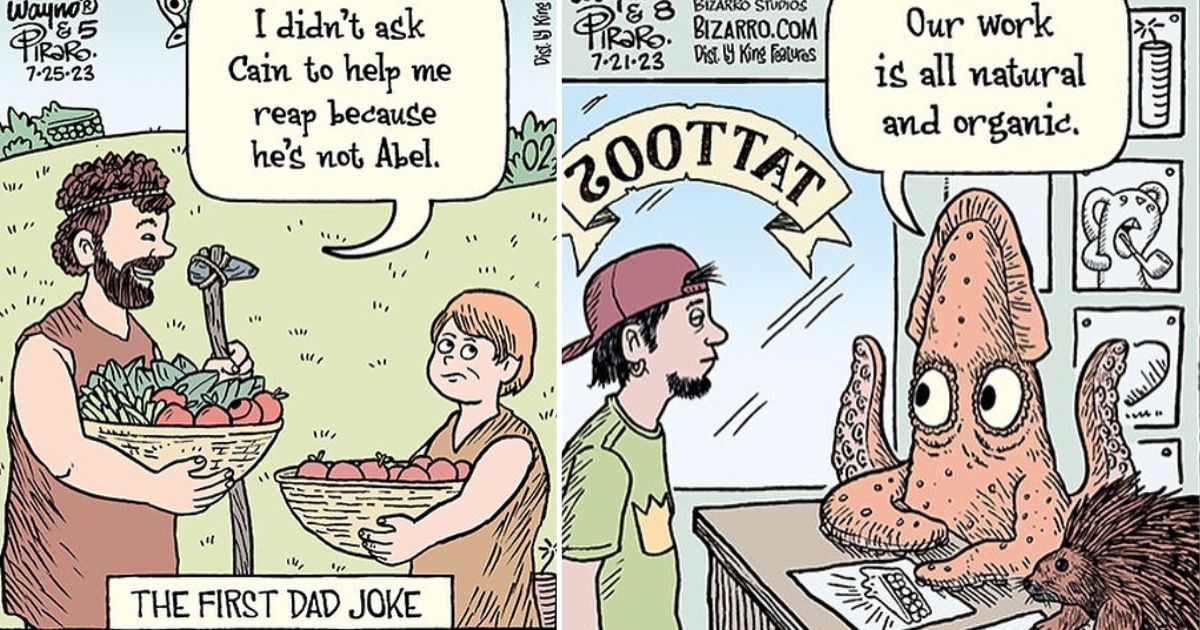 Wayno®
& 5
Piraro.
7·25·23
I didn't ask
Cain to help me
reap because
he's not Abel.
Dist. by King
O2
THE FIRST DAD JOKE
& 8
Piraro.
7·21·23
BIZARRO STUDIOS
BIZARRO.COM
Dist. by King Features
Our work
is all natural
and organic.
TATTOOS